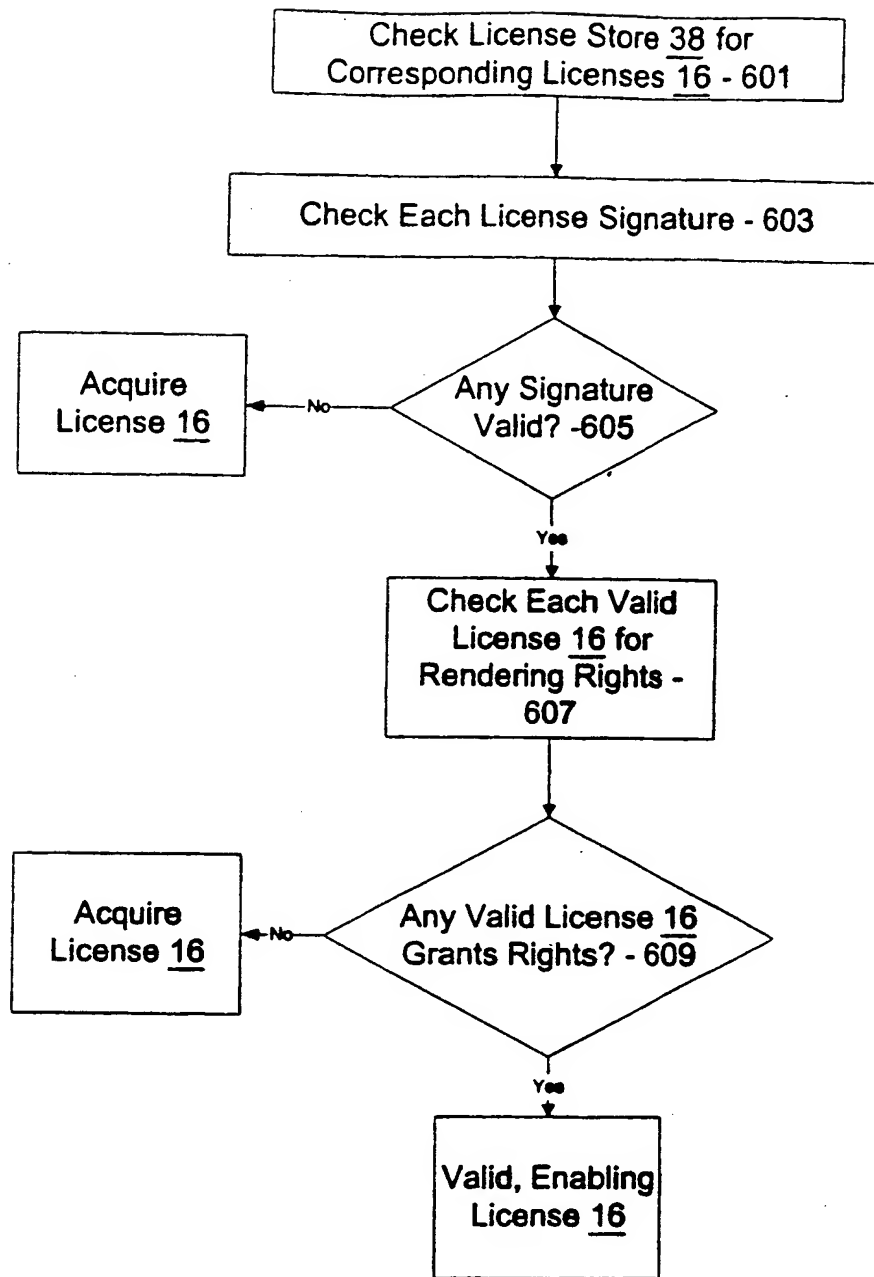 Check License Store 38 for
Corresponding Licenses 16 - 601
Check Each License Signature - 603
Any Signature
Valid? -605
No
Acquire
License 16
Yes
Check Each Valid
License 16 for
Rendering Rights -
607
Any Valid License 16
Grants Rights? - 609
No
Acquire
License 16
Yes
Valid, Enabling
License 16